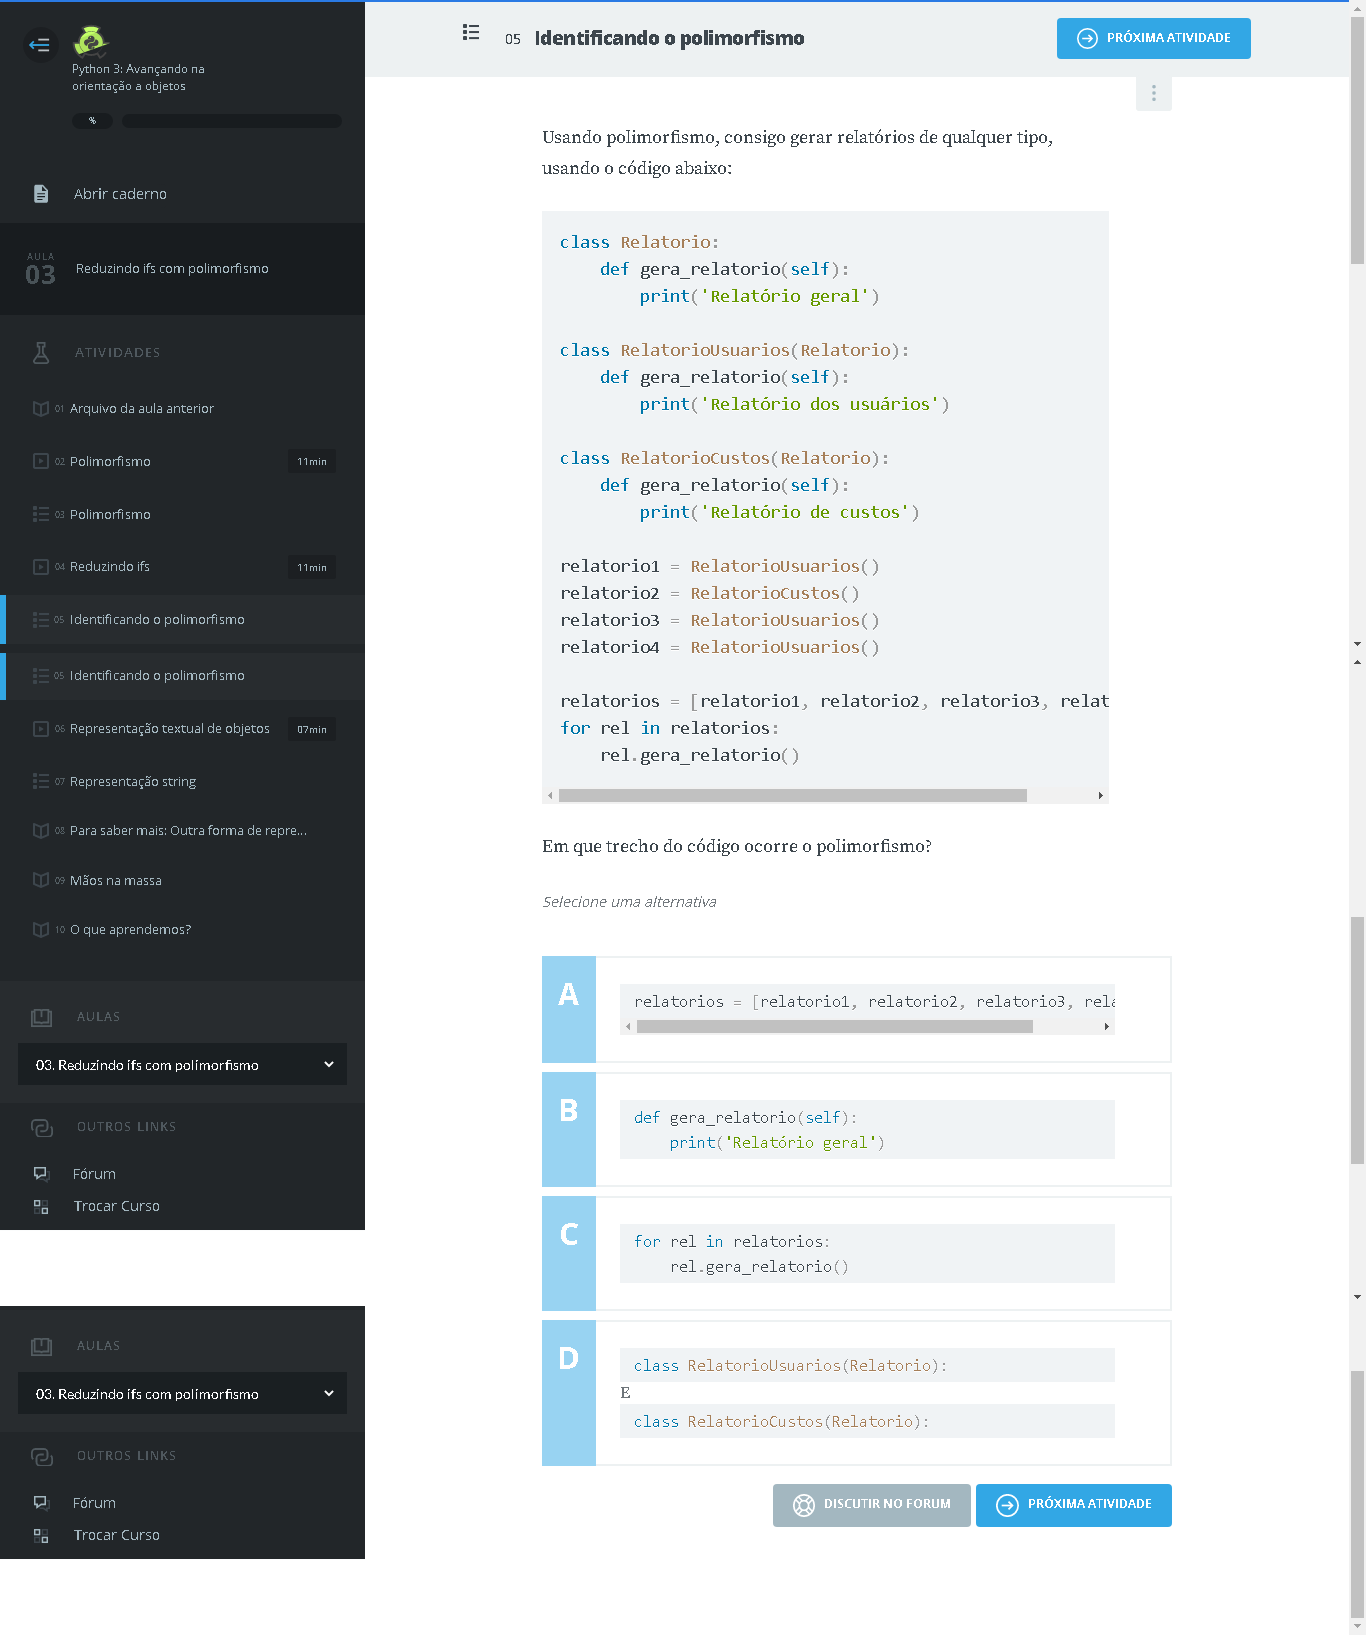 Python 3: Avançando na
orientação a objetos
%
Abrir caderno
AULA
03
Reduzindo ifs com polimorfismo
ATIVIDADES
01 Arquivo da aula anterior
02 Polimorfismo 11min
03 Polimorfismo
04 Reduzindo ifs 11min
05 Identificando o polimorfismo
05 Identificando o polimorfismo
06 Representação textual de objetos 07min
07 Representação string
08 Para saber mais: Outra forma de repre...
09 Mãos na massa
10 O que aprendemos?
AULAS
03. Reduzindo ifs com polimorfismo
OUTROS LINKS
Fórum
Trocar Curso
AULAS
03. Reduzindo ifs com polimorfismo
OUTROS LINKS
Fórum
Trocar Curso
05 Identificando o polimorfismo
PRÓXIMA ATIVIDADE
Usando polimorfismo, consigo gerar relatórios de qualquer tipo,
usando o código abaixo:
class Relatorio:
    def gera_relatorio(self):
        print('Relatório geral')
class RelatorioUsuarios(Relatorio):
    def gera_relatorio(self):
        print('Relatório dos usuários')
class RelatorioCustos(Relatorio):
    def gera_relatorio(self):
        print('Relatório de custos')
relatorio1 = RelatorioUsuarios()
relatorio2 = RelatorioCustos()
relatorio3 = RelatorioUsuarios()
relatorio4 = RelatorioUsuarios()
relatorios = [relatorio1, relatorio2, relatorio3, relat
for rel in relatorios:
    rel.gera_relatorio()
Em que trecho do código ocorre o polimorfismo?
Selecione uma alternativa
A
relatorios = [relatorio1, relatorio2, relatorio3, rela
B
def gera_relatorio(self):
    print('Relatório geral')
C
for rel in relatorios:
    rel.gera_relatorio()
D
class RelatorioUsuarios(Relatorio):
E
class RelatorioCustos(Relatorio):
DISCUTIR NO FORUM
PRÓXIMA ATIVIDADE